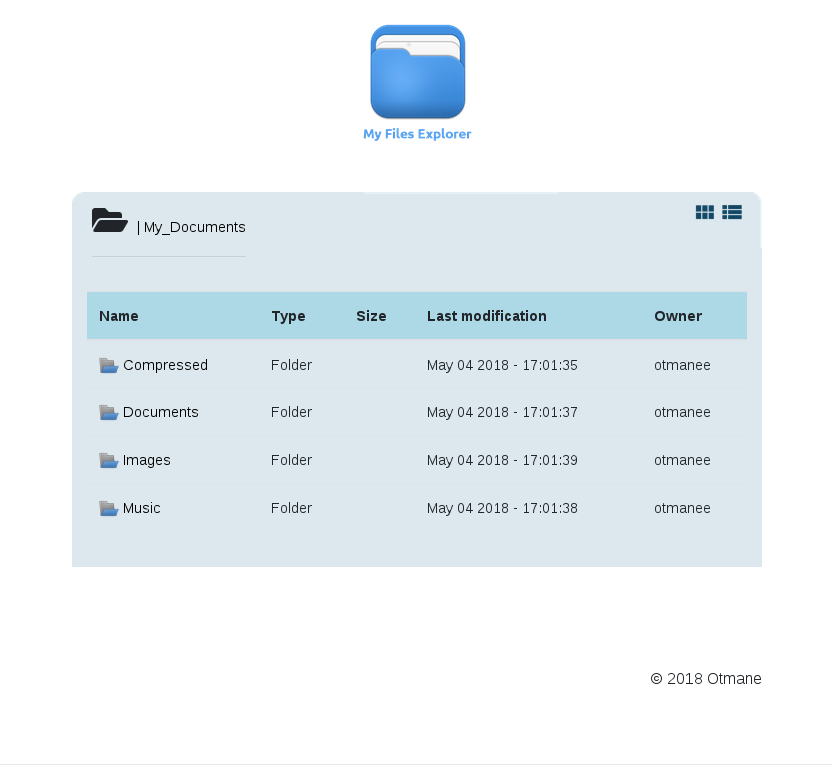 My Files Explorer
| My_Documents
Name Type Size Last modification Owner
Compressed Folder May 04 2018 - 17:01:35 otmanee
Documents Folder May 04 2018 - 17:01:37 otmanee
Images Folder May 04 2018 - 17:01:39 otmanee
Music Folder May 04 2018 - 17:01:38 otmanee
© 2018 Otmane